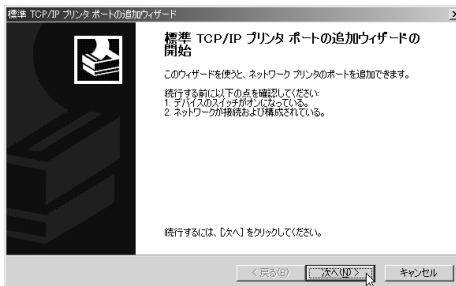 標準 TCP/IP プリンタ ポートの追加ウィザード
標準 TCP/IP プリンタ ポートの追加ウィザードの
開始
このウィザードを使うと、ネットワーク プリンタのポートを追加できます。
続行する前に以下の点を確認してください:
1. デバイスのスイッチがオンになっている。
2. ネットワークが接続および構成されている。
続行するには、[次へ] をクリックしてください。
< 戻る(B)
次へ(N) >
キャンセル